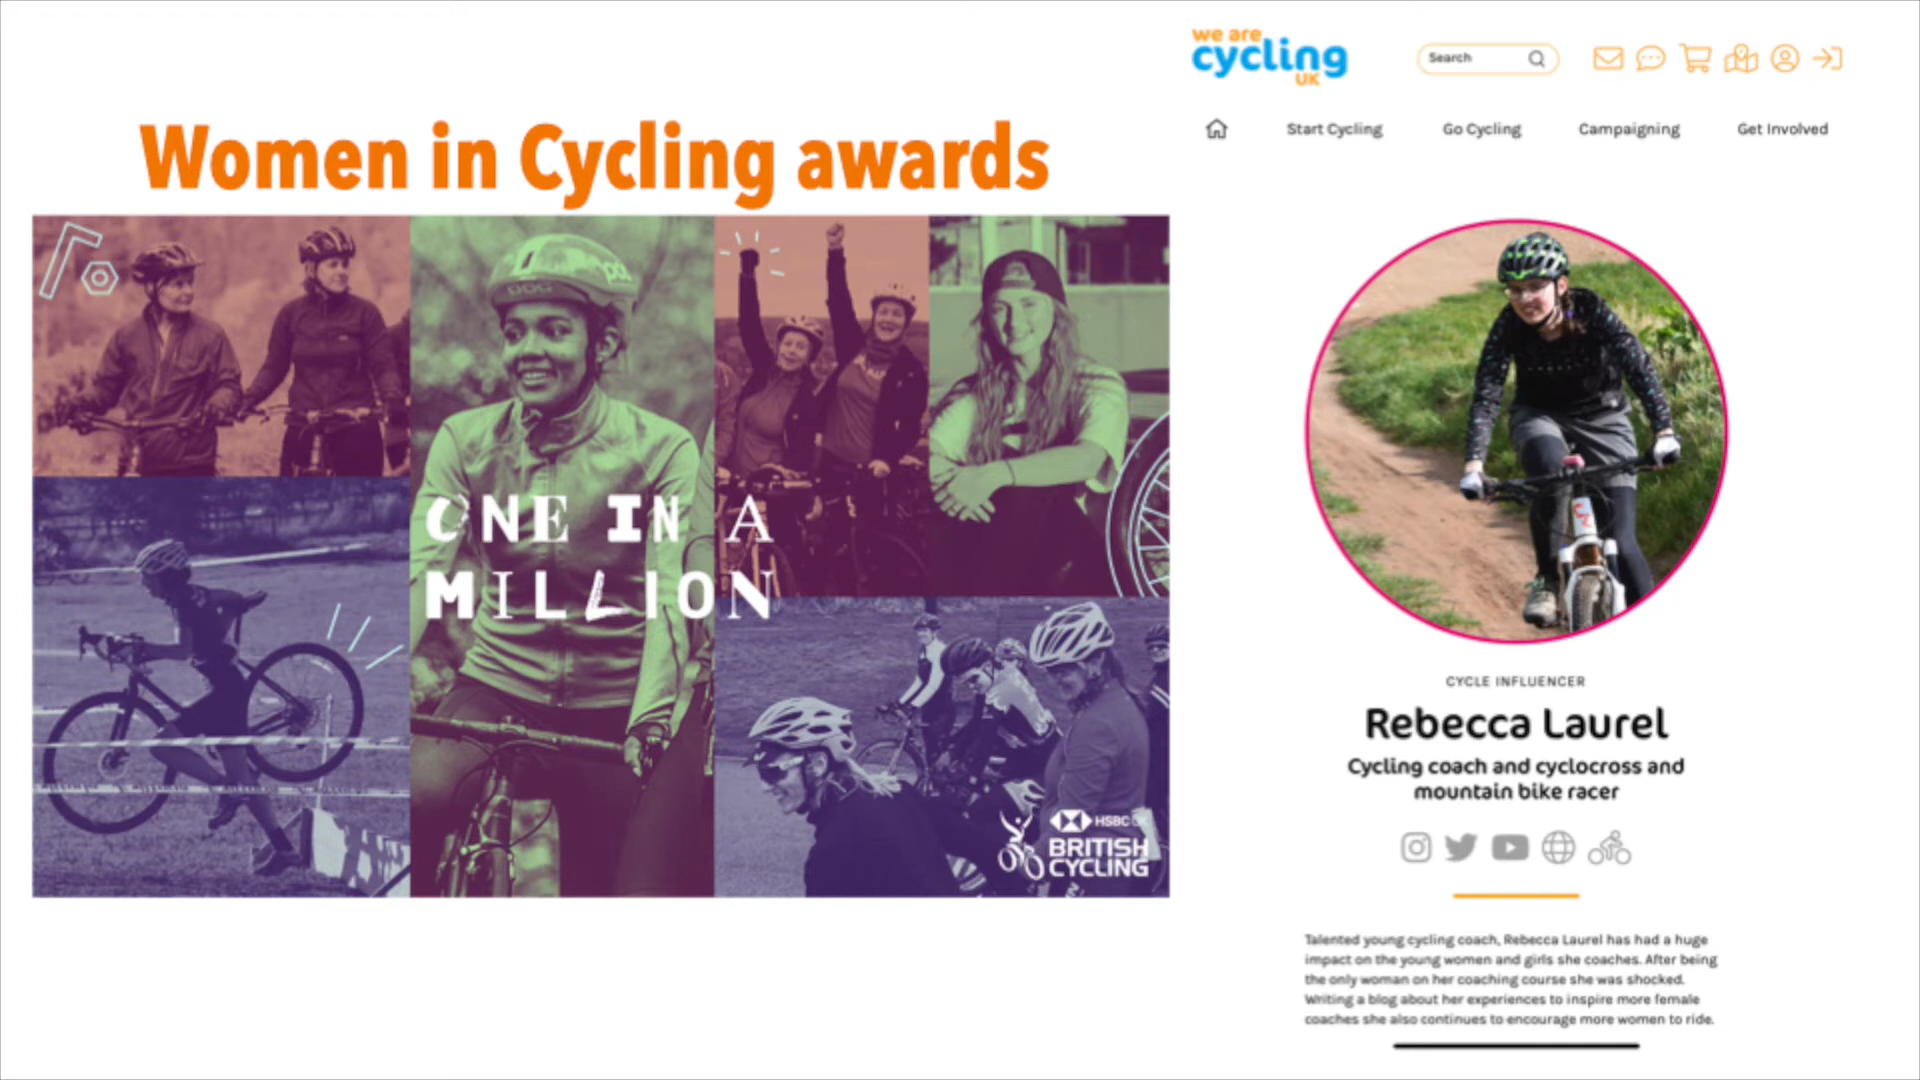 Women in Cycling awards
POC
ONE IN A
MILLION
HSBC UK
BRITISH
CYCLING
we are
cycling
UK
Search
Start Cycling
Go Cycling
Campaigning
Get Involved
CYCLE INFLUENCER
Rebecca Laurel
Cycling coach and cyclocross and
mountain bike racer
Talented young cycling coach, Rebecca Laurel has had a huge
impact on the young women and girls she coaches. After being
the only woman on her coaching course she was shocked.
Writing a blog about her experiences to inspire more female
coaches she also continues to encourage more women to ride.